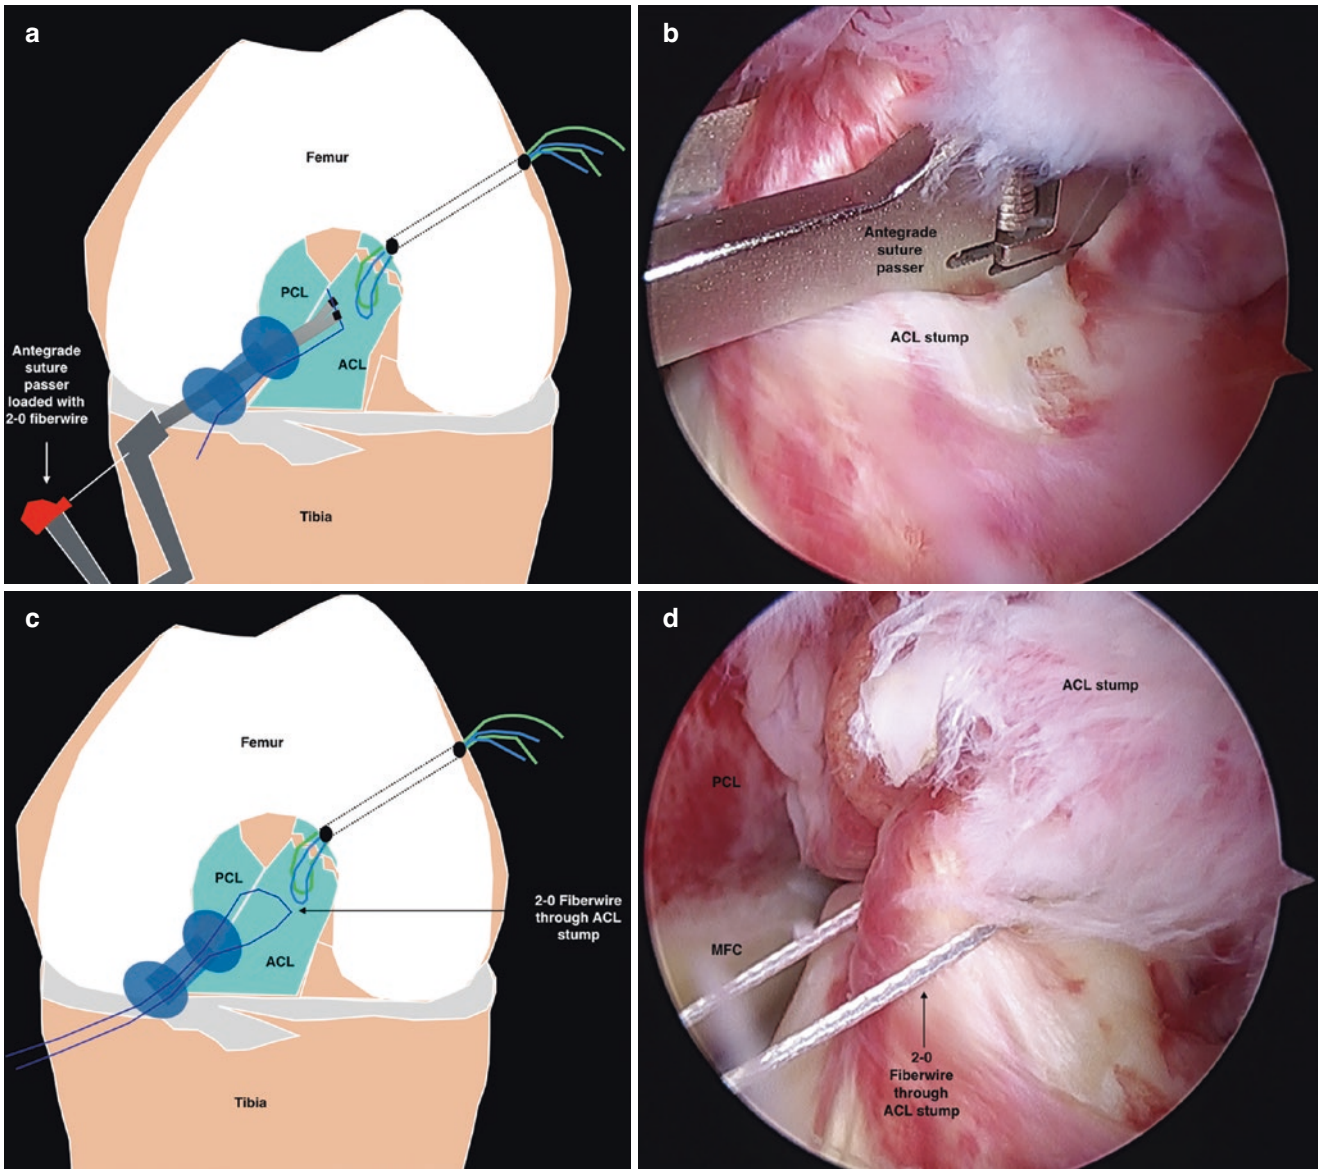 a
Femur
PCL
ACL
Antegrade
suture
passer
loaded with
2-0 fiberwire
Tibia
b
Antegrade
suture
passer
ACL stump
c
Femur
PCL
2-0 Fiberwire
through ACL
stump
ACL
Tibia
d
ACL stump
PCL
MFC
2-0
Fiberwire
through
ACL stump